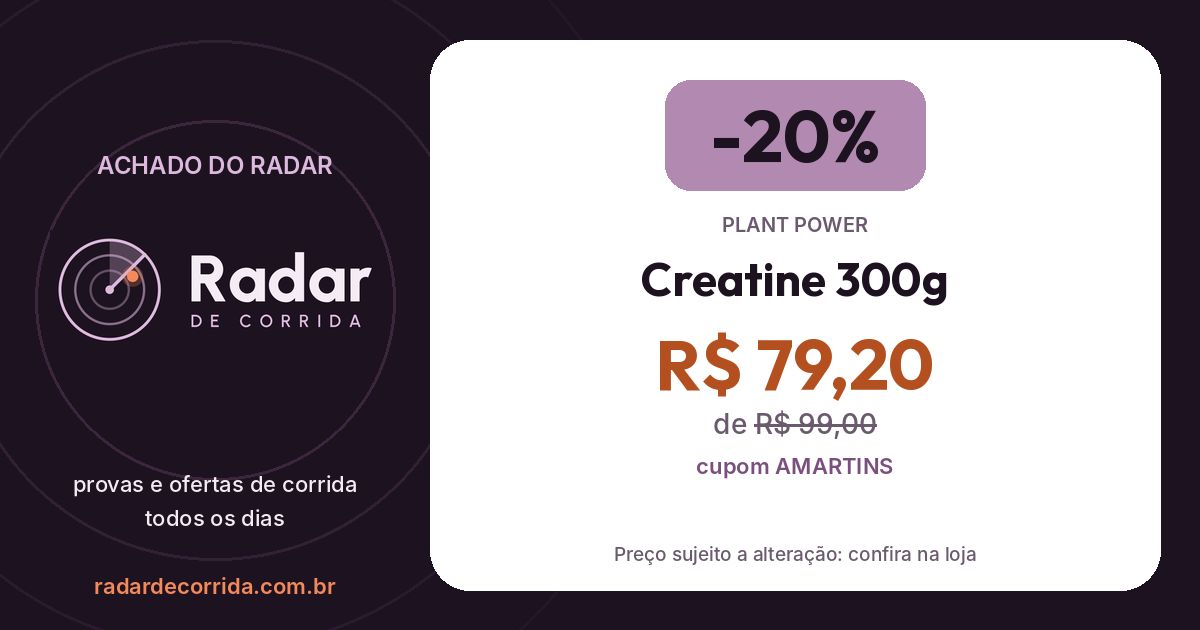 ACHADO DO RADAR
Radar
DE CORRIDA
provas e ofertas de corrida
todos os dias
radardecorrida.com.br
-20%
PLANT POWER
Creatine 300g
R$ 79,20
de R$ 99,00
cupom AMARTINS
Preço sujeito a alteração: confira na loja